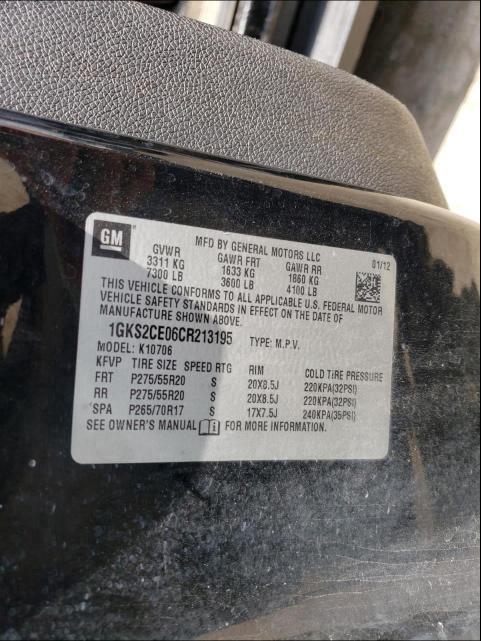 GM
MFD BY GENERAL MOTORS LLC
GVWR GAWR FRT GAWR RR 01/12
3311 KG 1633 KG 1860 KG
7300 LB 3600 LB 4100 LB
THIS VEHICLE CONFORMS TO ALL APPLICABLE U.S. FEDERAL MOTOR
VEHICLE SAFETY STANDARDS IN EFFECT ON THE DATE OF
MANUFACTURE SHOWN ABOVE.
1GKS2CE06CR213195 TYPE: M.P.V.
MODEL: K10706
KFVP TIRE SIZE SPEED RTG RIM COLD TIRE PRESSURE
FRT P275/55R20 S 20X8.5J 220KPA(32PSI)
RR P275/55R20 S 20X8.5J 220KPA(32PSI)
SPA P265/70R17 S 17X7.5J 240KPA(35PSI)
SEE OWNER'S MANUAL FOR MORE INFORMATION.